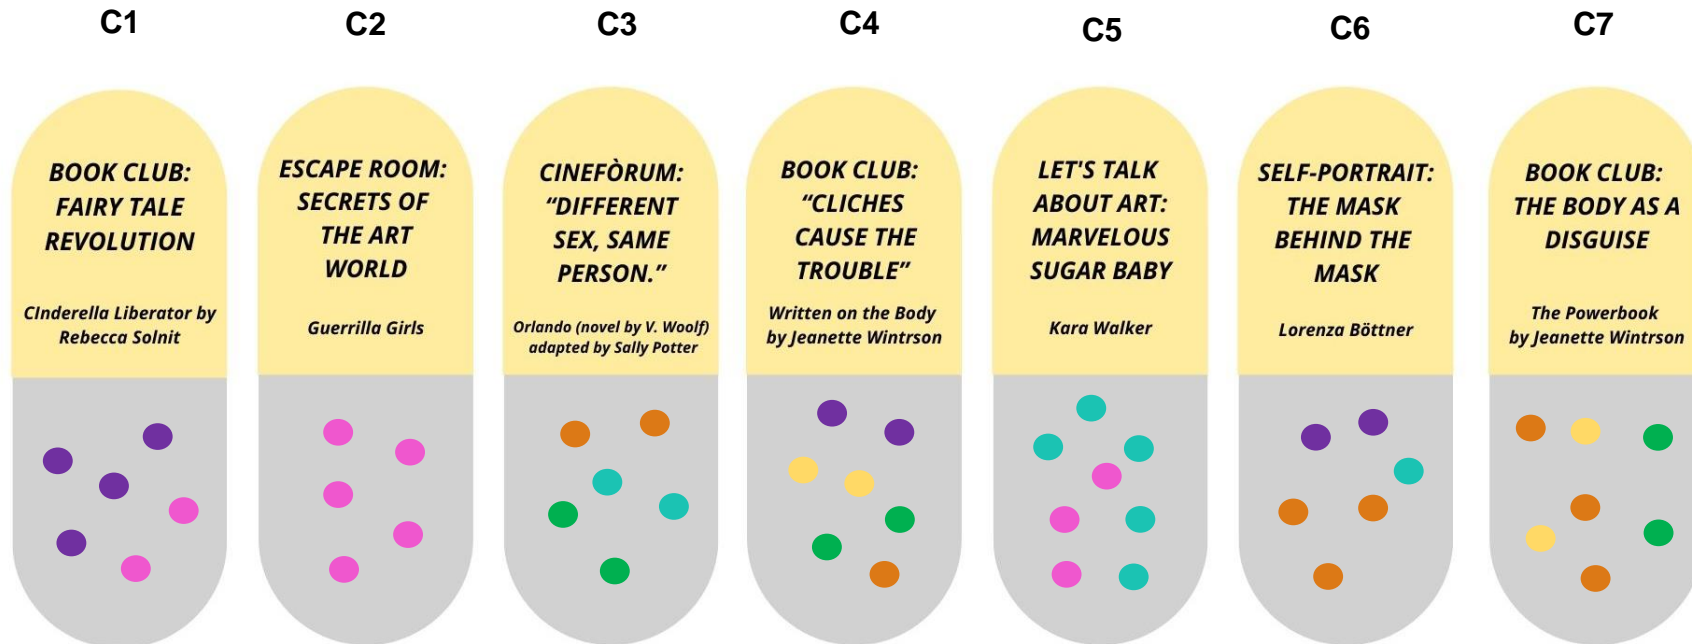 C1
C2
C3
C4
C5
C6
C7
BOOK CLUB:
FAIRY TALE
REVOLUTION
CInderella Liberator by
Rebecca Solnit
ESCAPE ROOM:
SECRETS OF
THE ART
WORLD
Guerrilla Girls
CINEFÒRUM:
“DIFFERENT
SEX, SAME
PERSON.”
Orlando (novel by V. Woolf)
adapted by Sally Potter
BOOK CLUB:
“CLICHES
CAUSE THE
TROUBLE”
Written on the Body
by Jeanette Wintrson
LET'S TALK
ABOUT ART:
MARVELOUS
SUGAR BABY
Kara Walker
SELF-PORTRAIT:
THE MASK
BEHIND THE
MASK
Lorenza Böttner
BOOK CLUB:
THE BODY AS A
DISGUISE
The Powerbook
by Jeanette Wintrson